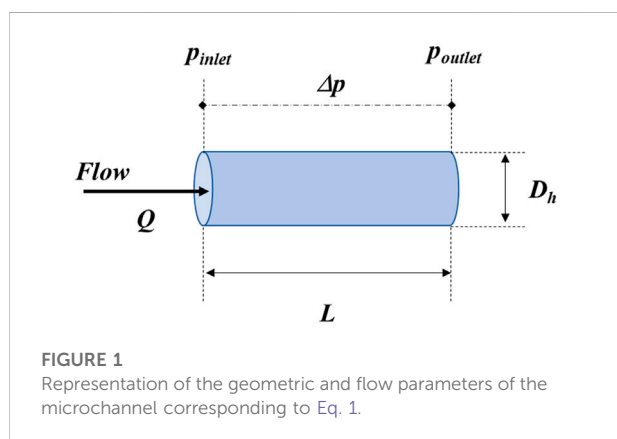 p_inlet p_outlet
Δp
Flow
Q
D_h
L
FIGURE 1
Representation of the geometric and flow parameters of the
microchannel corresponding to Eq. 1.